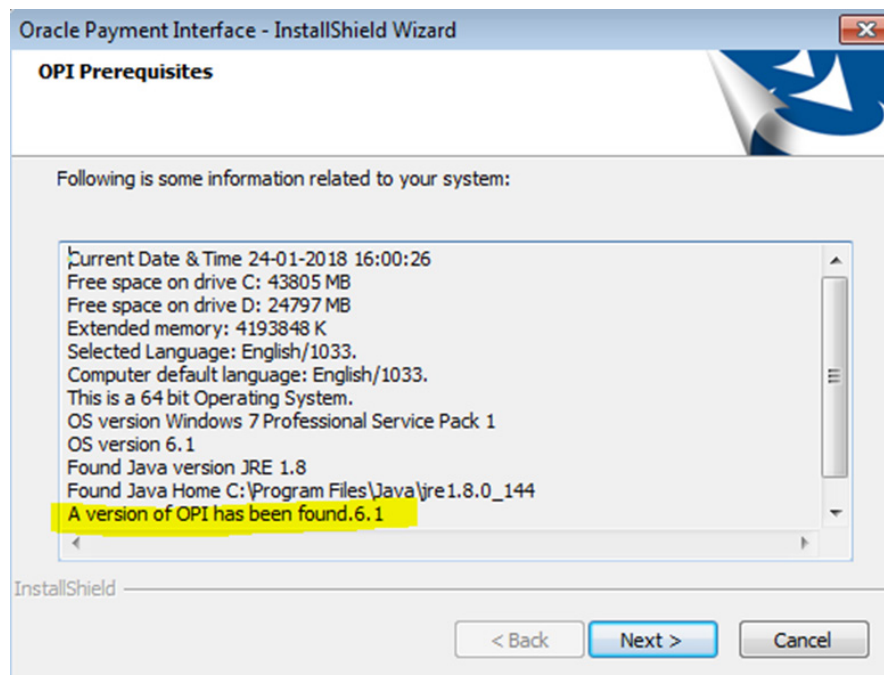 Oracle Payment Interface - InstallShield Wizard
OPI Prerequisites
Following is some information related to your system:
Current Date & Time 24-01-2018 16:00:26
Free space on drive C: 43805 MB
Free space on drive D: 24797 MB
Extended memory: 4193848 K
Selected Language: English/1033.
Computer default language: English/1033.
This is a 64 bit Operating System.
OS version Windows 7 Professional Service Pack 1
OS version 6.1
Found Java version JRE 1.8
Found Java Home C:\Program Files\Java\jre1.8.0_144
A version of OPI has been found.6.1
InstallShield
< Back Next > Cancel